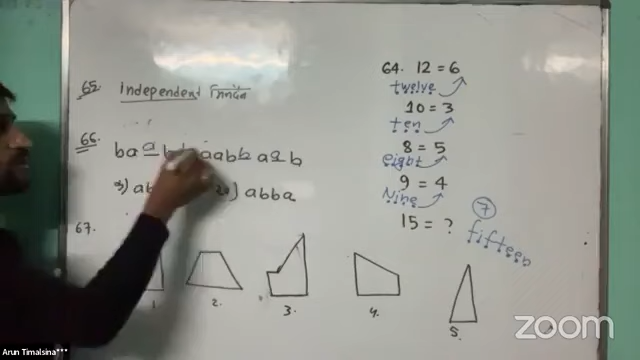 65. Independent
66.
ba a b aabb aab
ab) abba
67.
1.
2.
3.
4.
5.
64. 12 = 6
twelve
10 = 3
ten
8 = 5
eight
9 = 4
Nine
15 = ? 7
fifteen
zoom
Arun Timalsina***